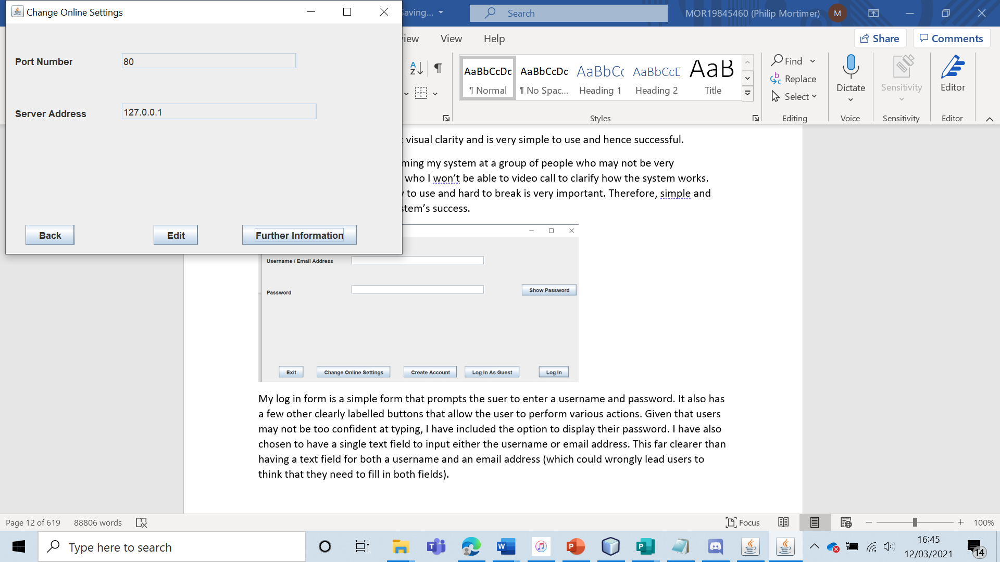 Change Online Settings
Port Number
80
Server Address
127.0.0.1
Back
Edit
Further Information
Saving...
Search
MOR19845460 (Philip Mortimer)
M
View
Help
Share
Comments
AaBbCcDc
¶ Normal
AaBbCcDc
¶ No Spac...
AaBbC
Heading 1
AaBbCcD
Heading 2
AaB
Title
Styles
Find
Replace
Select
Editing
Dictate
Voice
Sensitivity
Sensitivity
Editor
Editor
visual clarity and is very simple to use and hence successful.
ming my system at a group of people who may not be very
who I won't be able to video call to clarify how the system works.
to use and hard to break is very important. Therefore, simple and
stem's success.
Username / Email Address
Password
Show Password
Exit
Change Online Settings
Create Account
Log In As Guest
Log In
My log in form is a simple form that prompts the suer to enter a username and password. It also has
a few other clearly labelled buttons that allow the user to perform various actions. Given that users
may not be too confident at typing, I have included the option to display their password. I have also
chosen to have a single text field to input either the username or email address. This far clearer than
having a text field for both a username and an email address (which could wrongly lead users to
think that they need to fill in both fields).
Page 12 of 619
88806 words
Focus
100%
Type here to search
16:45
12/03/2021
14